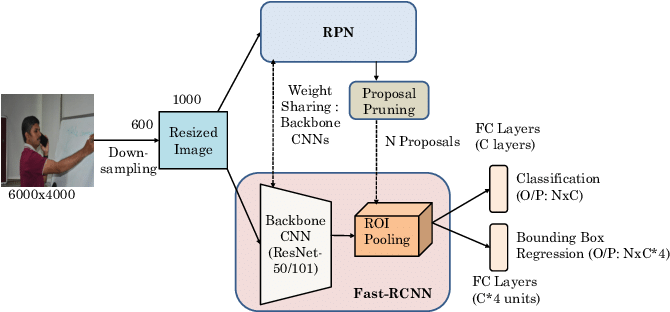 RPN
1000
600
Resized
Image
Down-
sampling
6000x4000
Weight
Sharing :
Backbone
CNNs
Proposal
Pruning
N Proposals
FC Layers
(C layers)
Backbone
CNN
(ResNet-
50/101)
ROI
Pooling
Fast-RCNN
Classification
(O/P: NxC)
Bounding Box
Regression (O/P: NxC*4)
FC Layers
(C*4 units)